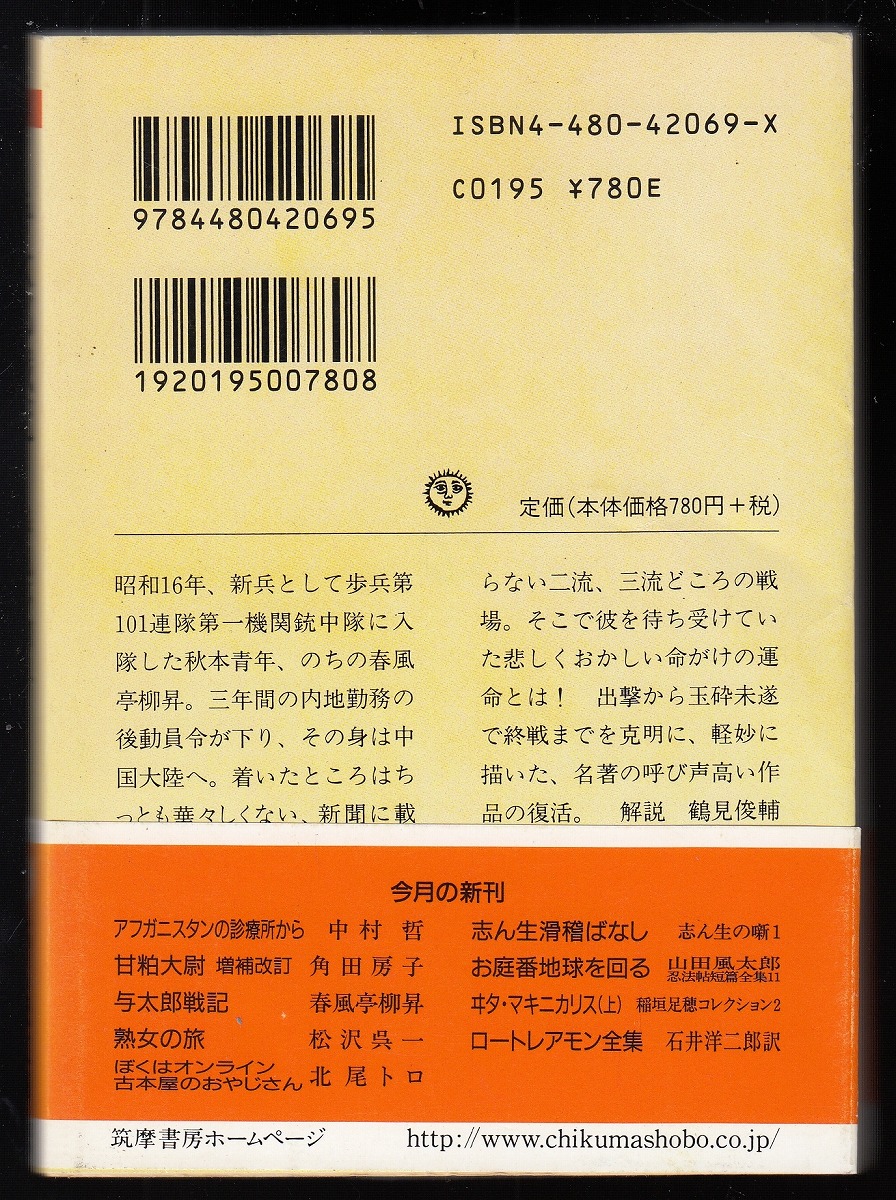 ISBN4-480-42069-X
C0195 ¥780E
9784480420695
1920195007808
定価(本体価格780円+税)
昭和16年、新兵として歩兵第
101連隊第一機関銃中隊に入
隊した秋本青年、のちの春風
亭柳昇。三年間の内地勤務の
後動員令が下り、その身は中
国大陸へ。着いたところはち
っとも華々しくない、新聞に載
らない二流、三流どころの戦
場。そこで彼を待ち受けてい
た悲しくおかしい命がけの運
命とは! 出撃から玉砕未遂
で終戦までを克明に、軽妙に
描いた、名著の呼び声高い作
品の復活。 解説 鶴見俊輔
今月の新刊
アフガニスタンの診療所から 中村 哲
甘粕大尉 増補改訂 角田房子
与太郎戦記 春風亭柳昇
熟女の旅 松沢呉一
ぼくはオンライン
古本屋のおやじさん 北尾トロ
志ん生滑稽ばなし 志ん生の噺1
お庭番地球を回る 山田風太郎
忍法帖短篇全集11
ヰタ・マキニカリス(上) 稲垣足穂コレクション2
ロートレアモン全集 石井洋二郎訳
筑摩書房ホームページ http://www.chikumashobo.co.jp/